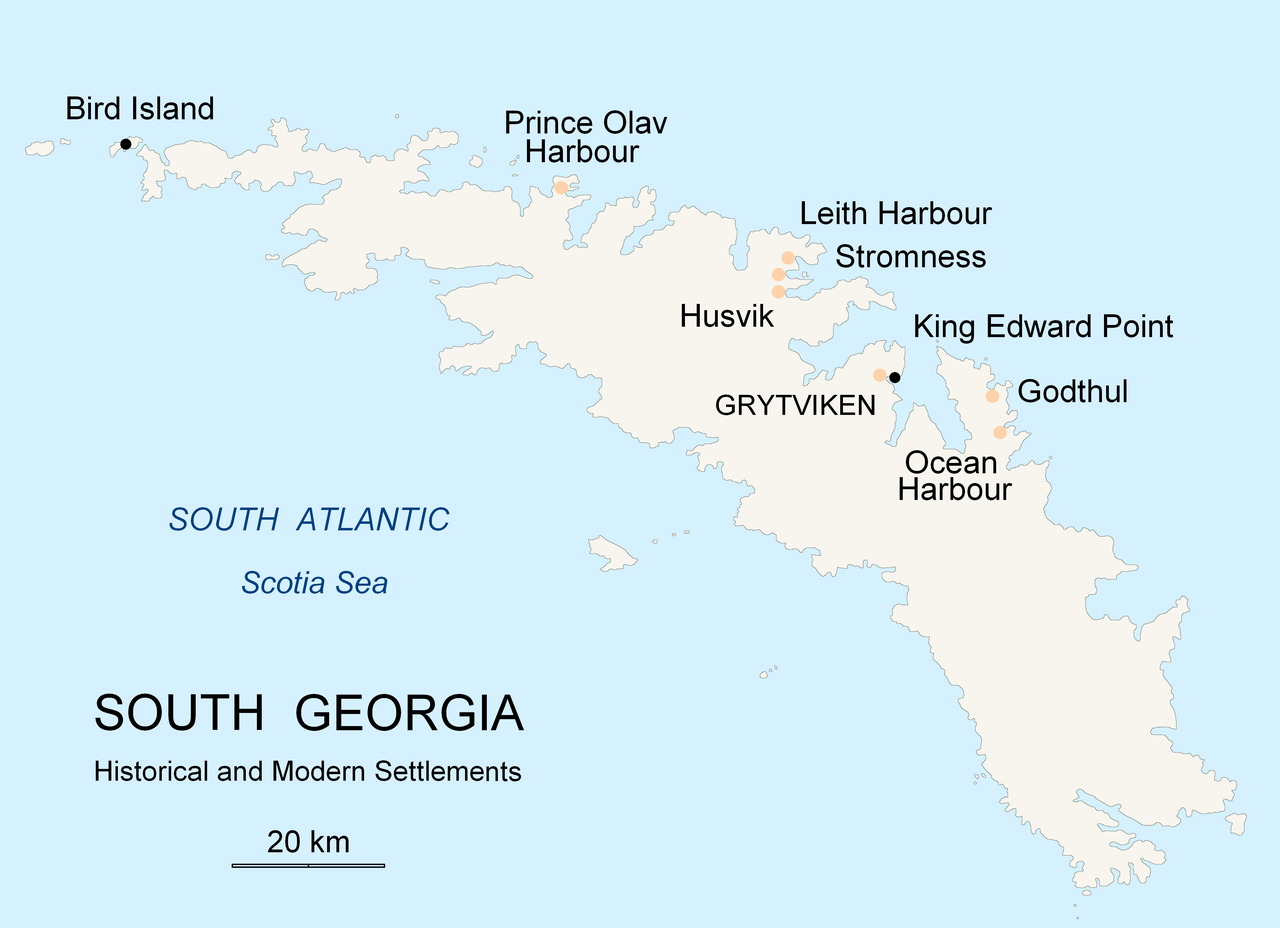 Bird Island
Prince Olav
Harbour
Leith Harbour
Stromness
Husvik
King Edward Point
GRYTVIKEN
Godthul
Ocean
Harbour
SOUTH ATLANTIC
Scotia Sea
SOUTH GEORGIA
Historical and Modern Settlements
20 km